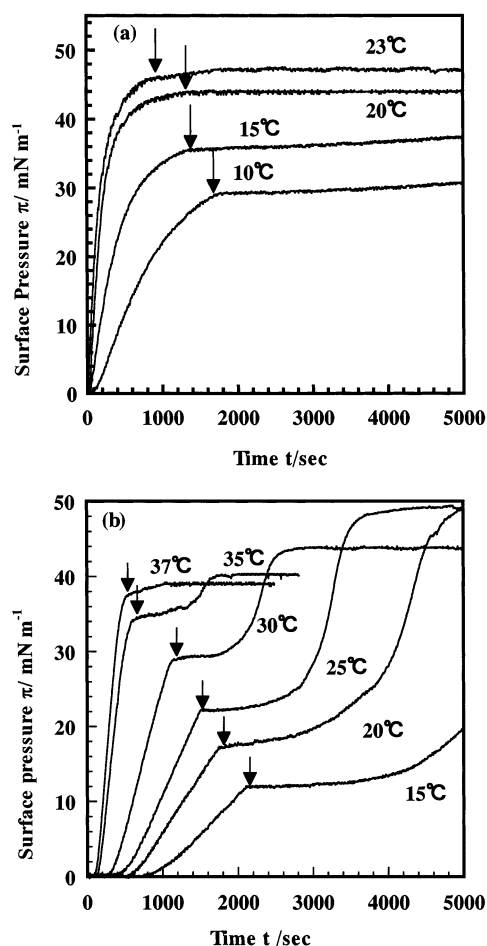 (a)
23℃
20℃
15℃
10℃
50
40
30
20
10
0
0 1000 2000 3000 4000 5000
Surface Pressure π/ mN m-1
Time t/sec
(b)
37℃
35℃
30℃
25℃
20℃
15℃
50
40
30
20
10
0
0 1000 2000 3000 4000 5000
Surface pressure π/ mN m-1
Time t /sec